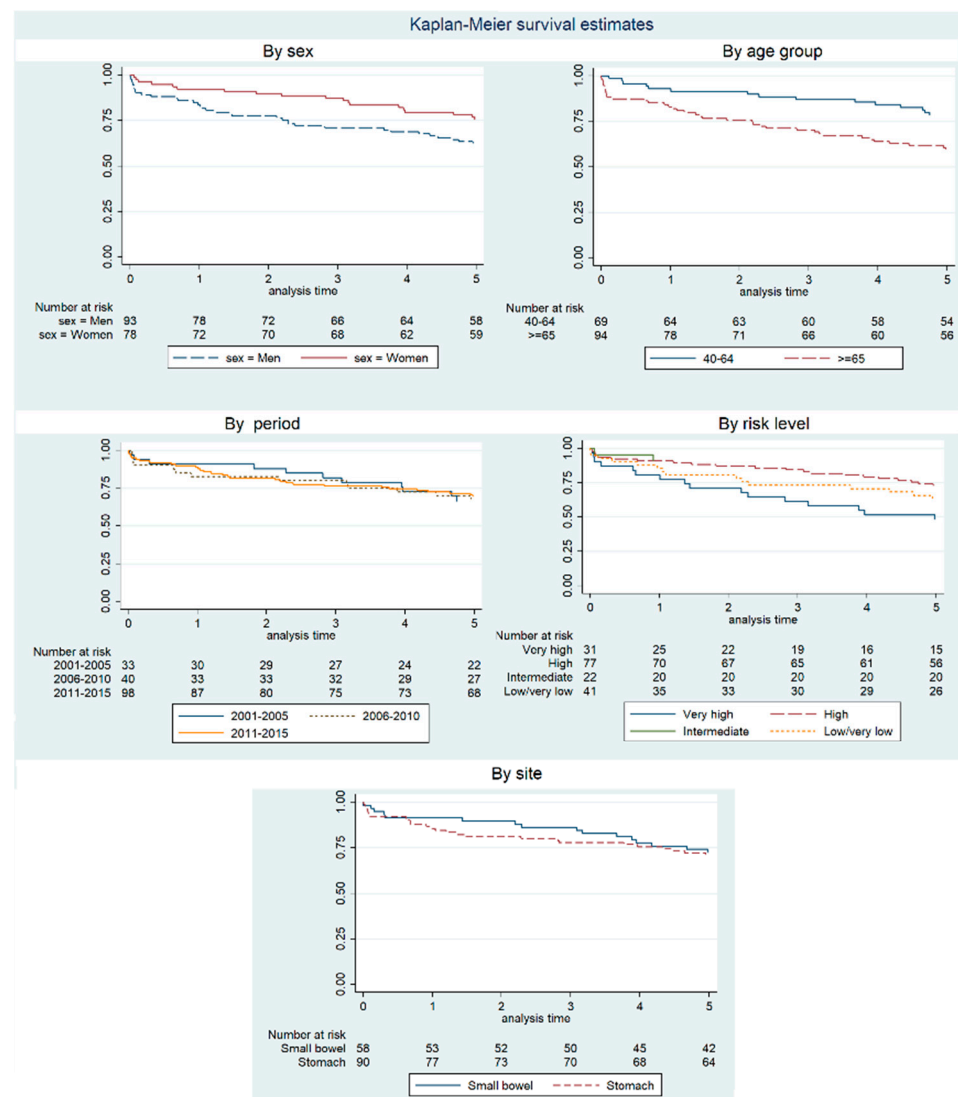 Kaplan-Meier survival estimates
By sex
1.00
0.75
0.50
0.25
0.00
0 1 2 3 4 5
analysis time
Number at risk
sex = Men 93 78 72 66 64 58
sex = Women 78 72 70 68 62 59
sex = Men sex = Women
By age group
1.00
0.75
0.50
0.25
0.00
0 1 2 3 4 5
analysis time
Number at risk
40-64 69 64 63 60 58 54
>=65 94 78 71 66 60 56
40-64 >=65
By period
1.00
0.75
0.50
0.25
0.00
0 1 2 3 4 5
analysis time
Number at risk
2001-2005 33 30 29 27 24 22
2006-2010 40 33 33 32 29 27
2011-2015 98 87 80 75 73 68
2001-2005 2006-2010
2011-2015
By risk level
1.00
0.75
0.50
0.25
0.00
0 1 2 3 4 5
analysis time
Number at risk
Very high 31 25 22 19 16 15
High 77 70 67 65 61 56
Intermediate 22 20 20 20 20 20
Low/very low 41 35 33 30 29 26
Very high High
Intermediate Low/very low
By site
1.00
0.75
0.50
0.25
0.00
0 1 2 3 4 5
analysis time
Number at risk
Small bowel 58 53 52 50 45 42
Stomach 90 77 73 70 68 64
Small bowel Stomach